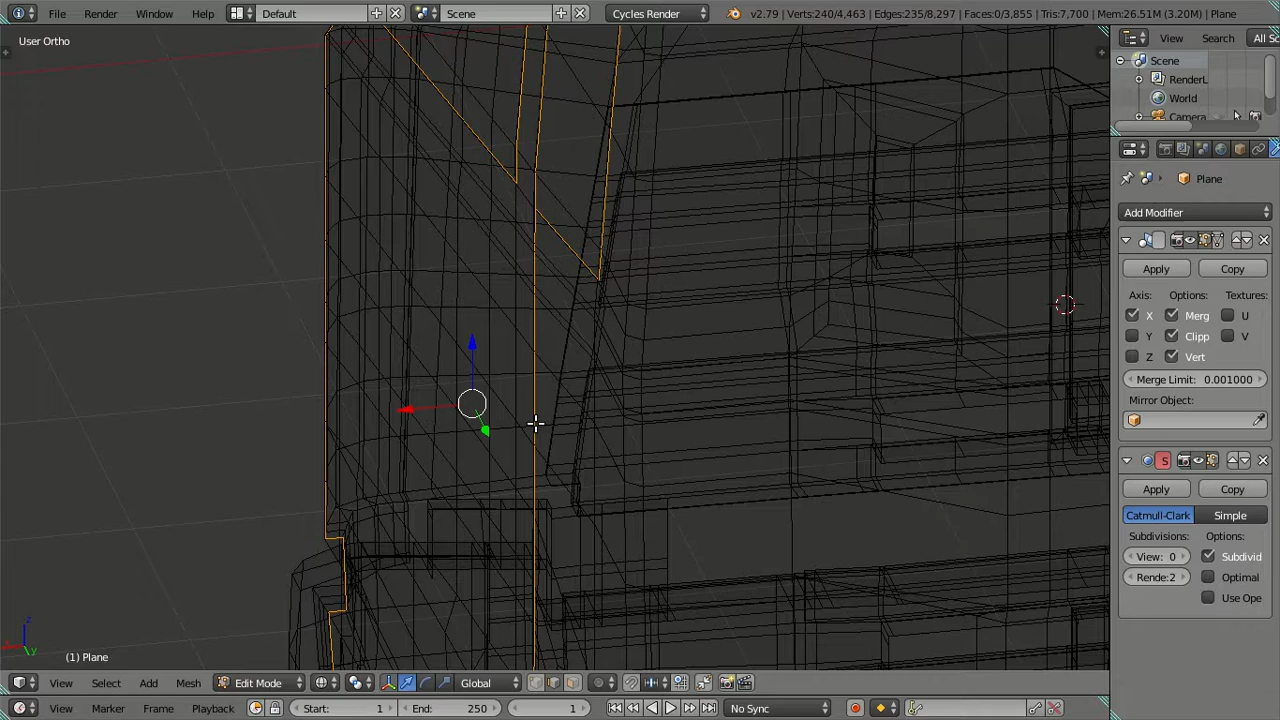 File Render Window Help Default Scene Cycles Render v2.79 | Verts:240/4,463 | Edges:235/8,297 | Faces:0/3,855 | Tris:7,700 | Mem:26.51M (3.20M) | Plane
User Ortho
View Search All Sc
Scene
RenderL
World
Camera
Plane
Add Modifier
Apply Copy
Axis: Options: Textures:
X Merg U
Y Clipp V
Z Vert
Merge Limit: 0.001000
Mirror Object:
S
Apply Copy
Catmull-Clark Simple
Subdivisions: Options:
View: 0 Subdivid
Rende:2 Optimal
Use Ope
z
y
(1) Plane
View Select Add Mesh Edit Mode Global
View Marker Frame Playback Start: 1 End: 250 1 No Sync